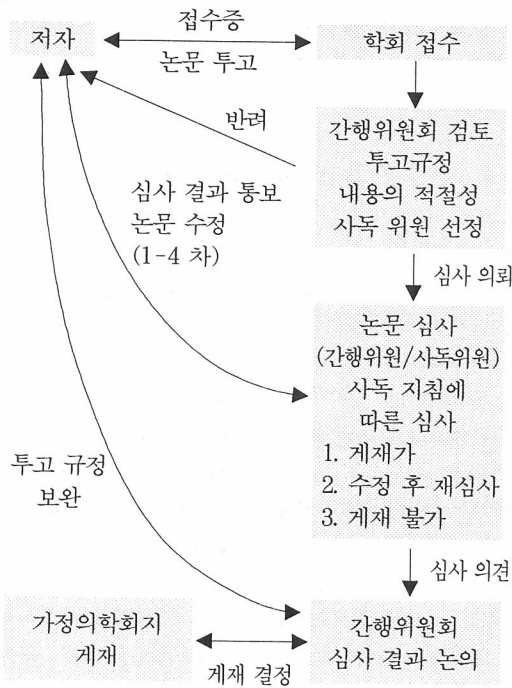 접수증
저자
학회 접수
논문 투고
반려
간행위원회 검토
투고규정
내용의 적절성
사독 위원 선정
심사 결과 통보
논문 수정
(1-4 차)
심사 의뢰
논문 심사
(간행위원/사독위원)
사독 지침에
따른 심사
1. 게재가
2. 수정 후 재심사
3. 게재 불가
투고 규정
보완
심사 의견
가정의학회지
게재
게재 결정
간행위원회
심사 결과 논의